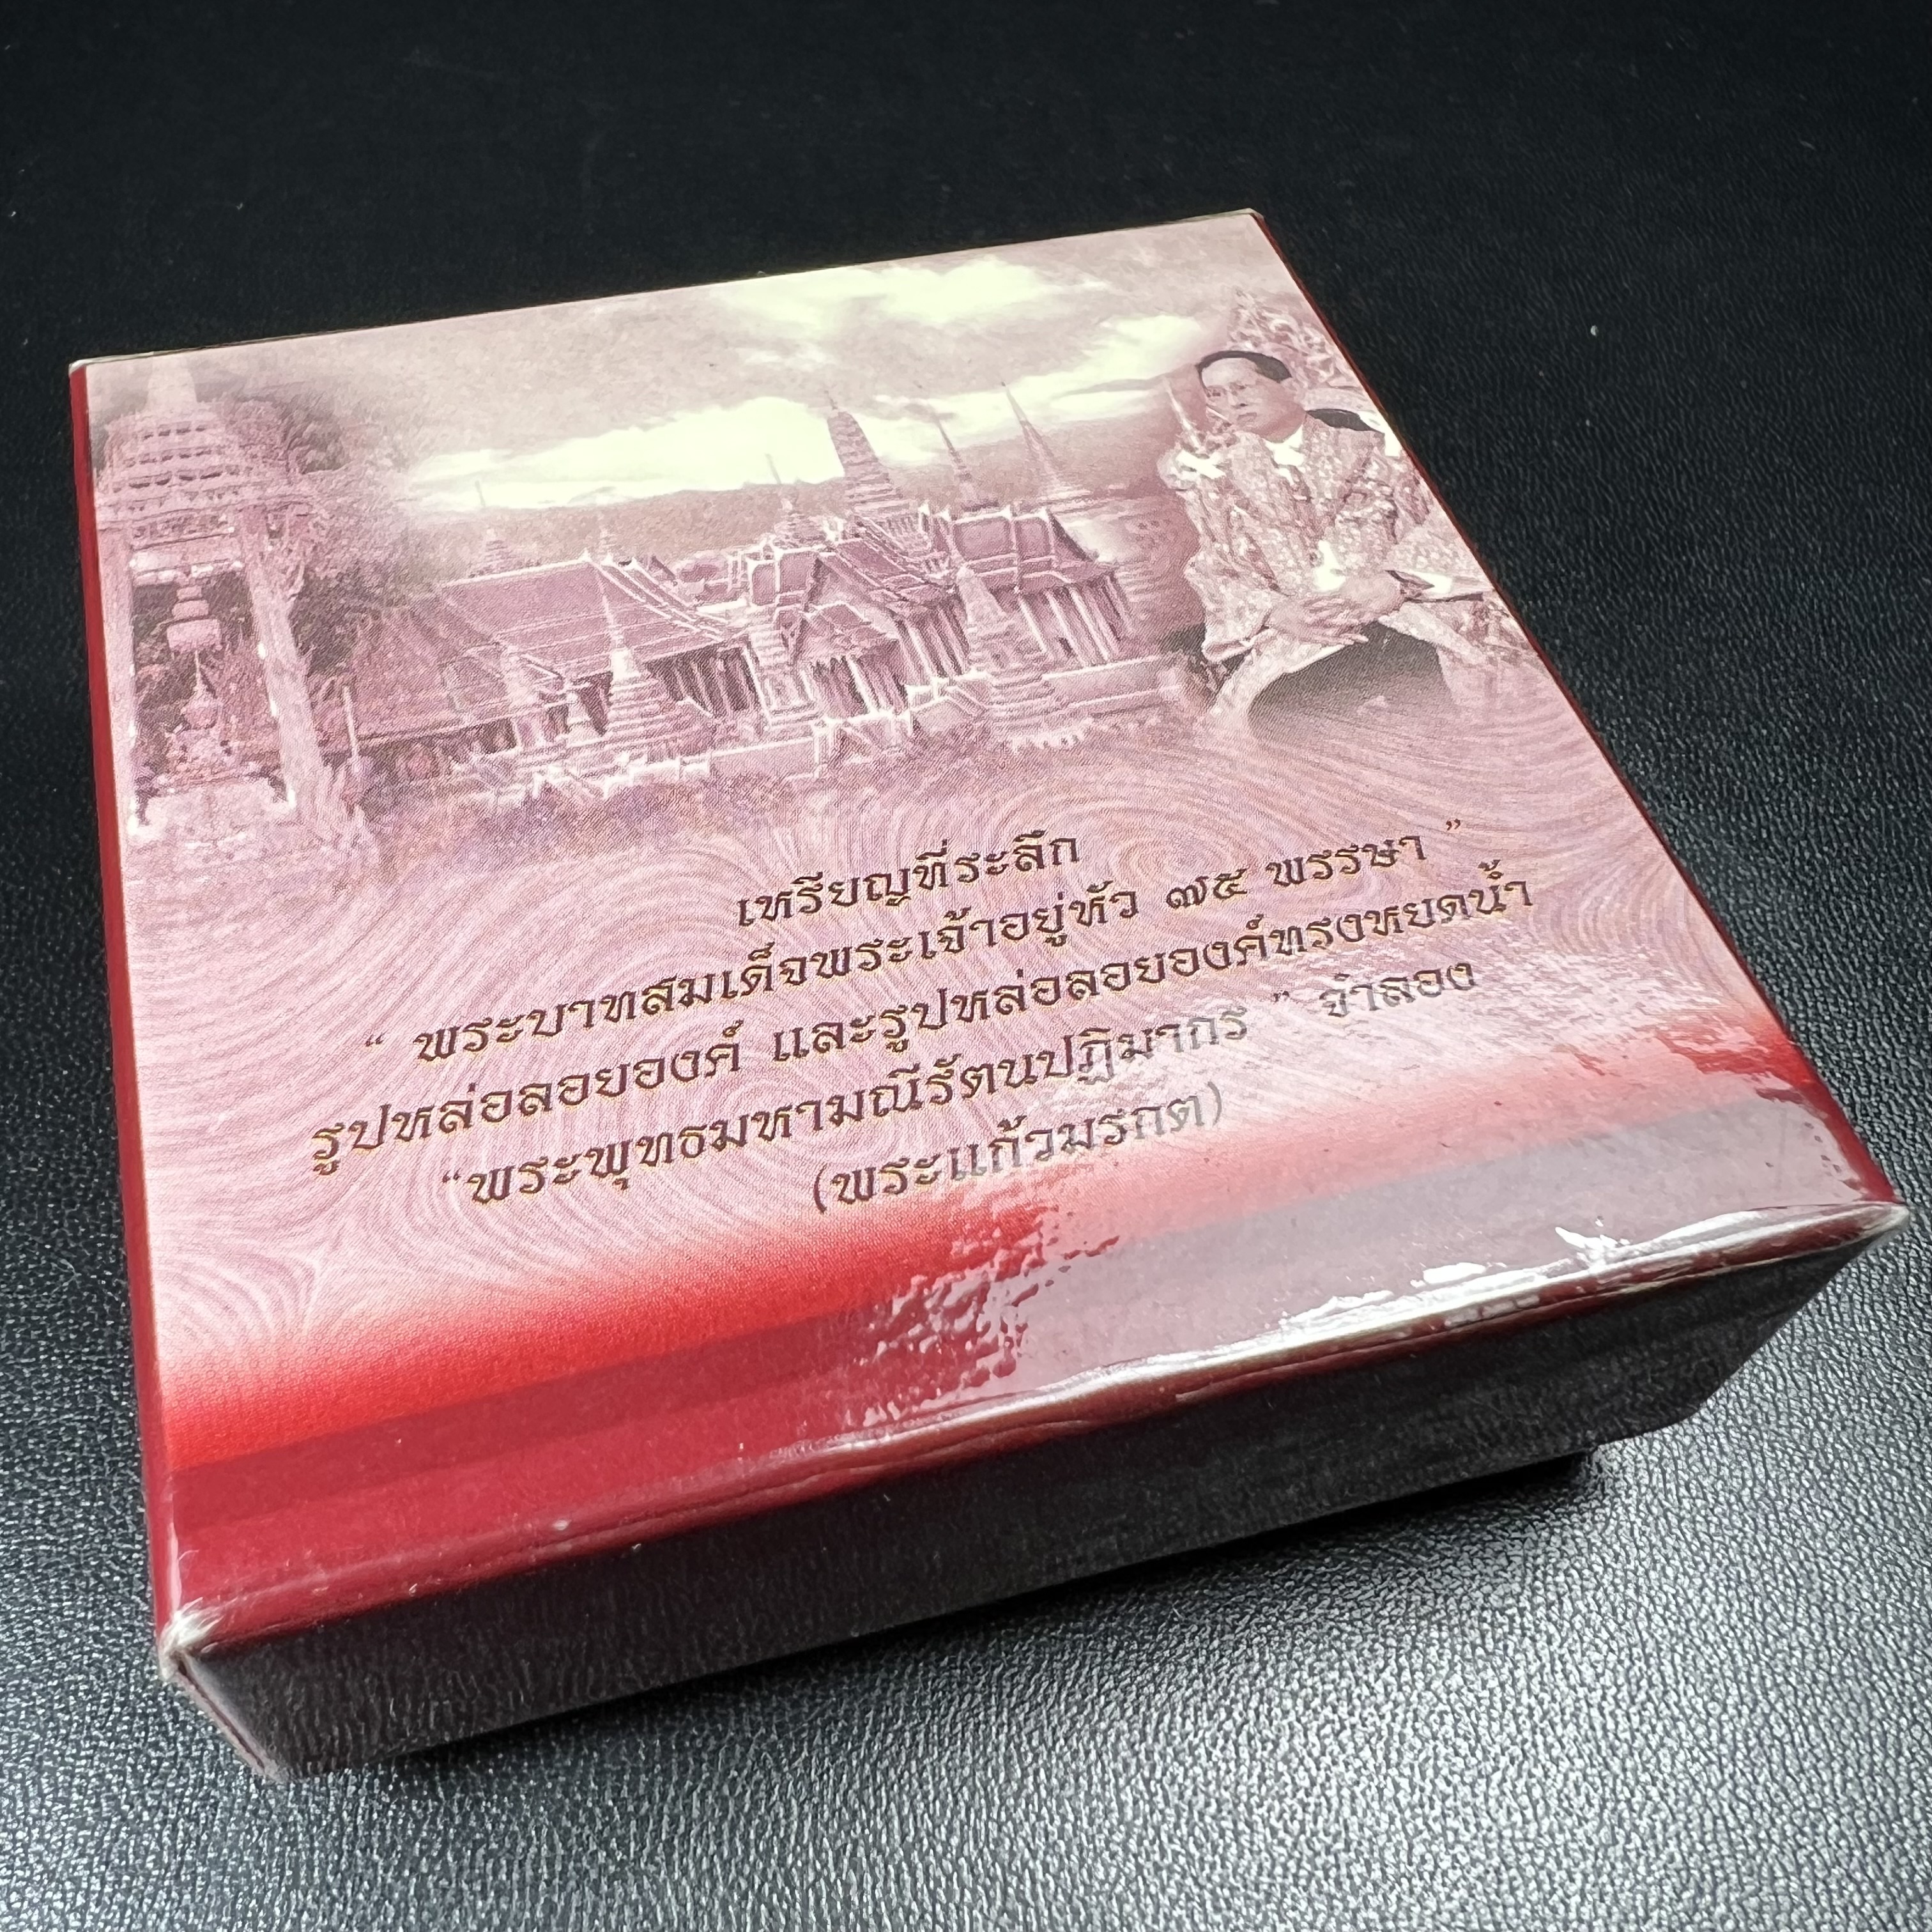 เหรียญที่ระลึก
“ พระบาทสมเด็จพระเจ้าอยู่หัว ๗๕ พรรษา ”
รูปหล่อลอยองค์ และรูปหล่อลอยองค์ทรงหยดน้ำ
“พระพุทธมหามณีรัตนปฏิมากร ” จำลอง
(พระแก้วมรกต)